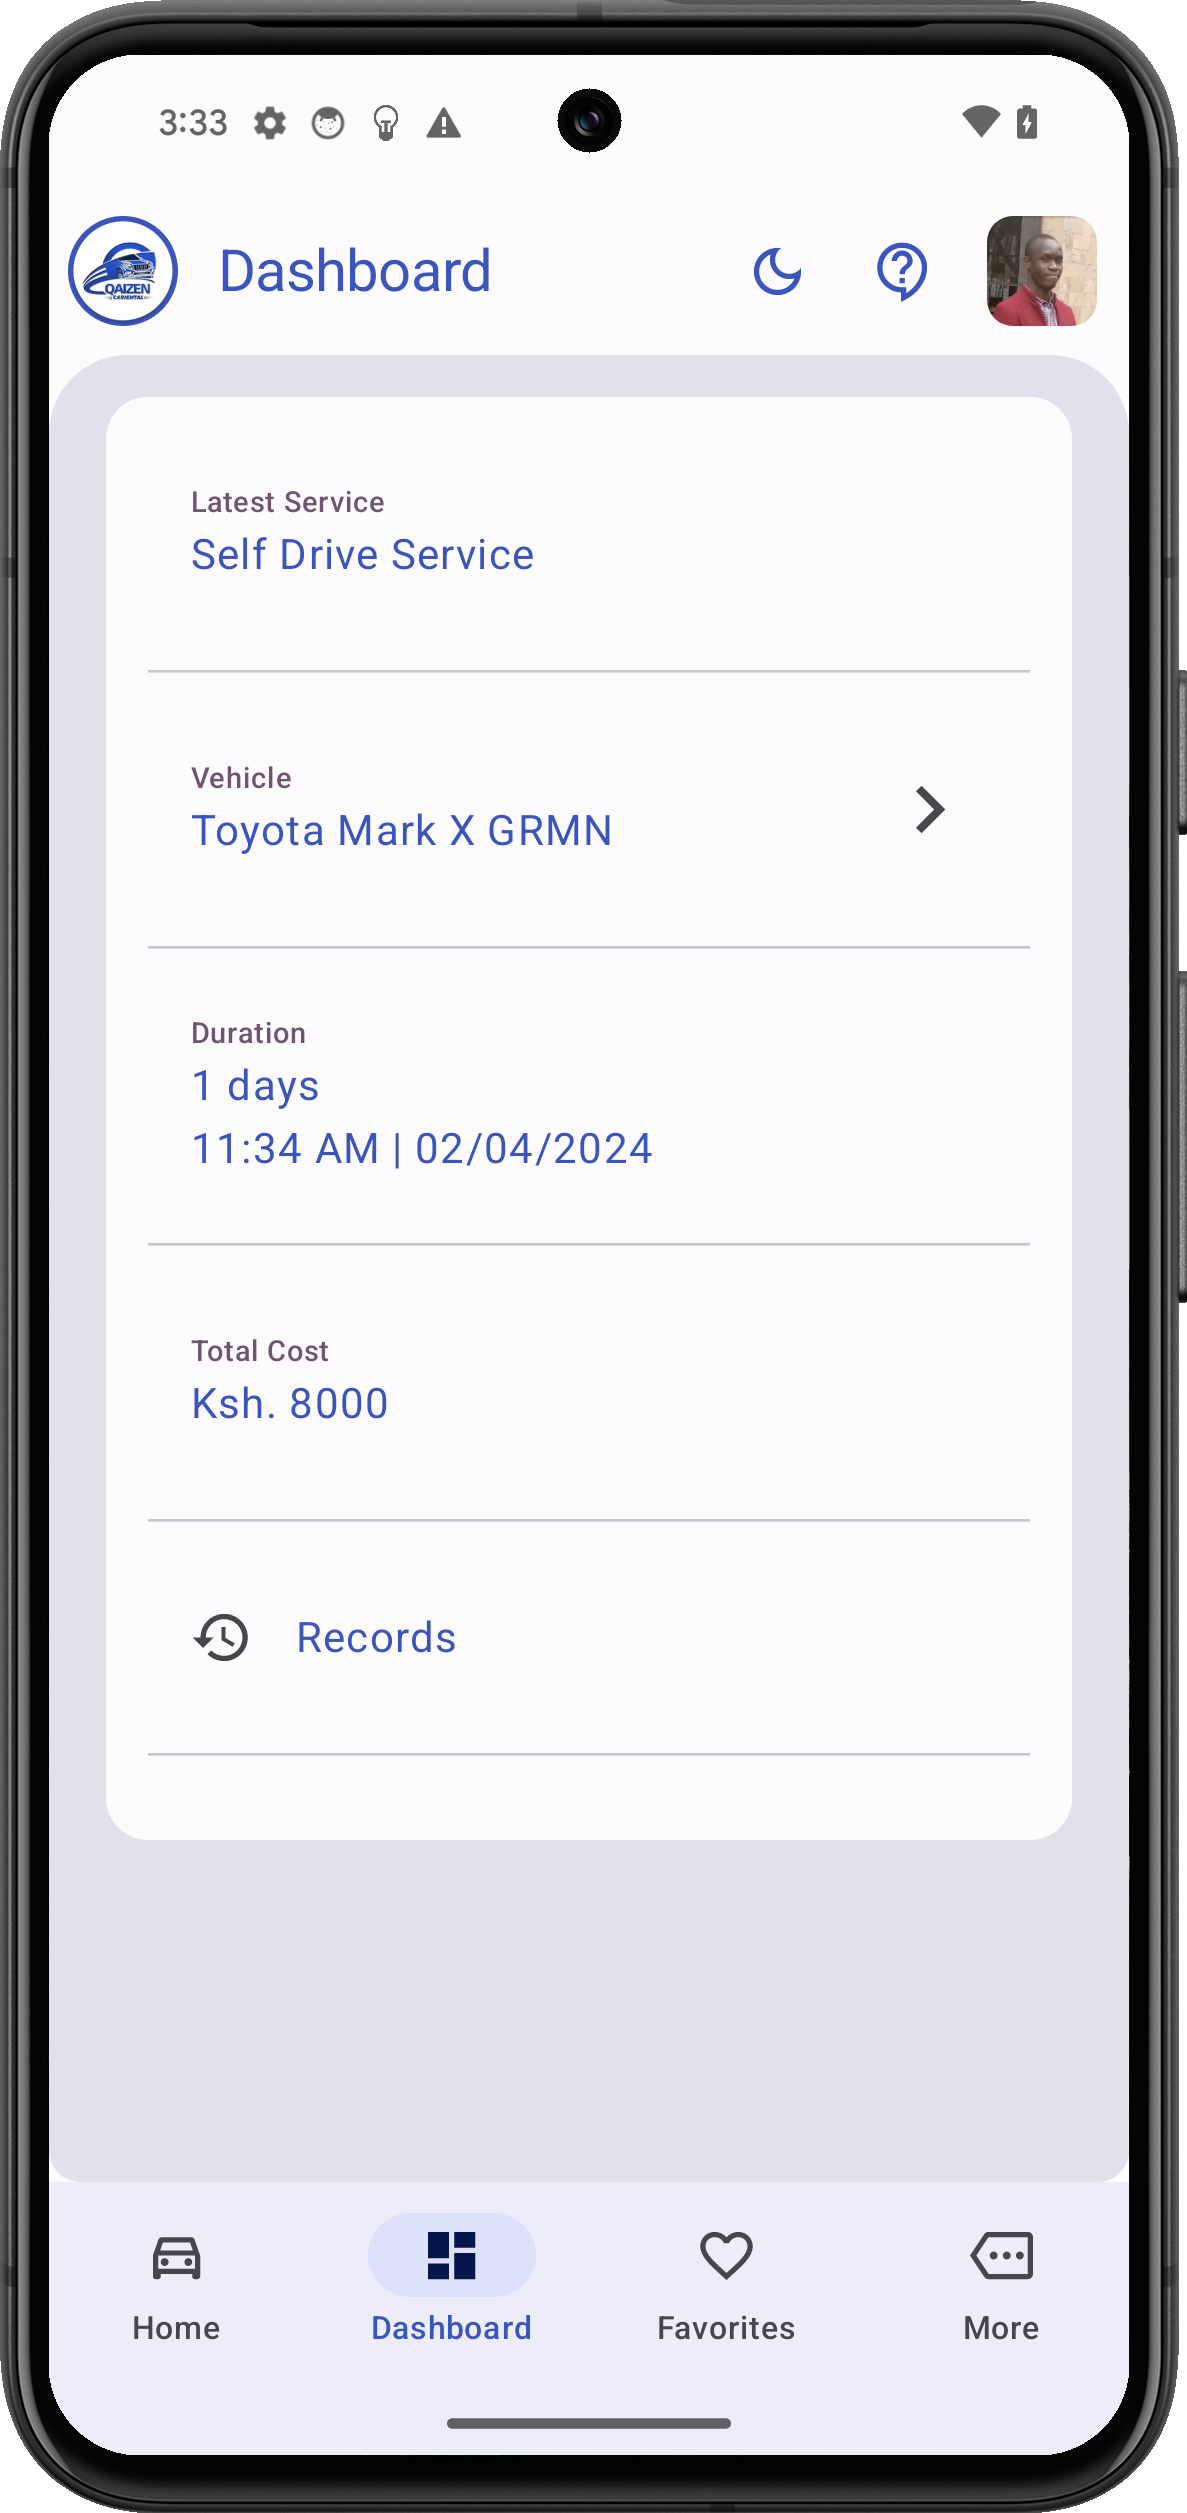 3:33
QAIZEN
CARIENTAL
Dashboard
Latest Service
Self Drive Service
Vehicle
Toyota Mark X GRMN
Duration
1 days
11:34 AM | 02/04/2024
Total Cost
Ksh. 8000
Records
Home
Dashboard
Favorites
More